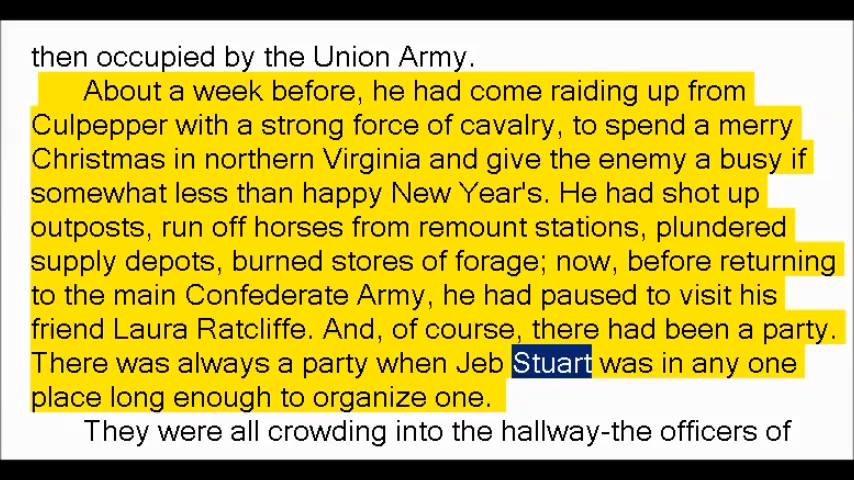 then occupied by the Union Army.
About a week before, he had come raiding up from
Culpepper with a strong force of cavalry, to spend a merry
Christmas in northern Virginia and give the enemy a busy if
somewhat less than happy New Year's. He had shot up
outposts, run off horses from remount stations, plundered
supply depots, burned stores of forage; now, before returning
to the main Confederate Army, he had paused to visit his
friend Laura Ratcliffe. And, of course, there had been a party.
There was always a party when Jeb Stuart was in any one
place long enough to organize one.
They were all crowding into the hallway-the officers of